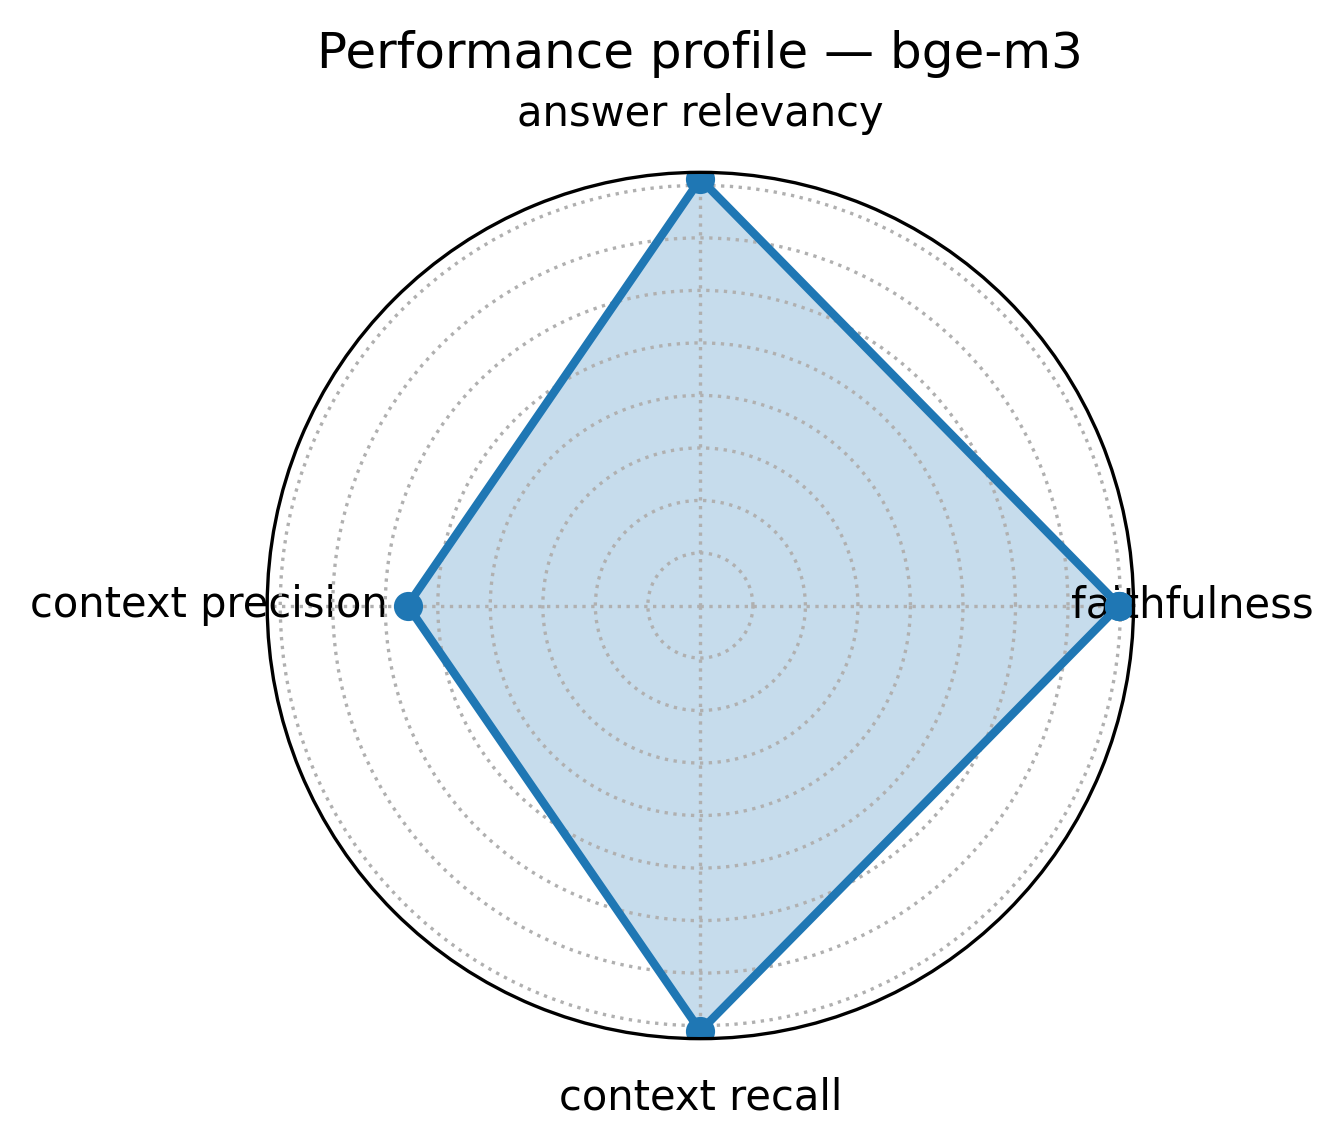 Performance profile — bge-m3
answer relevancy
context precision
faithfulness
context recall